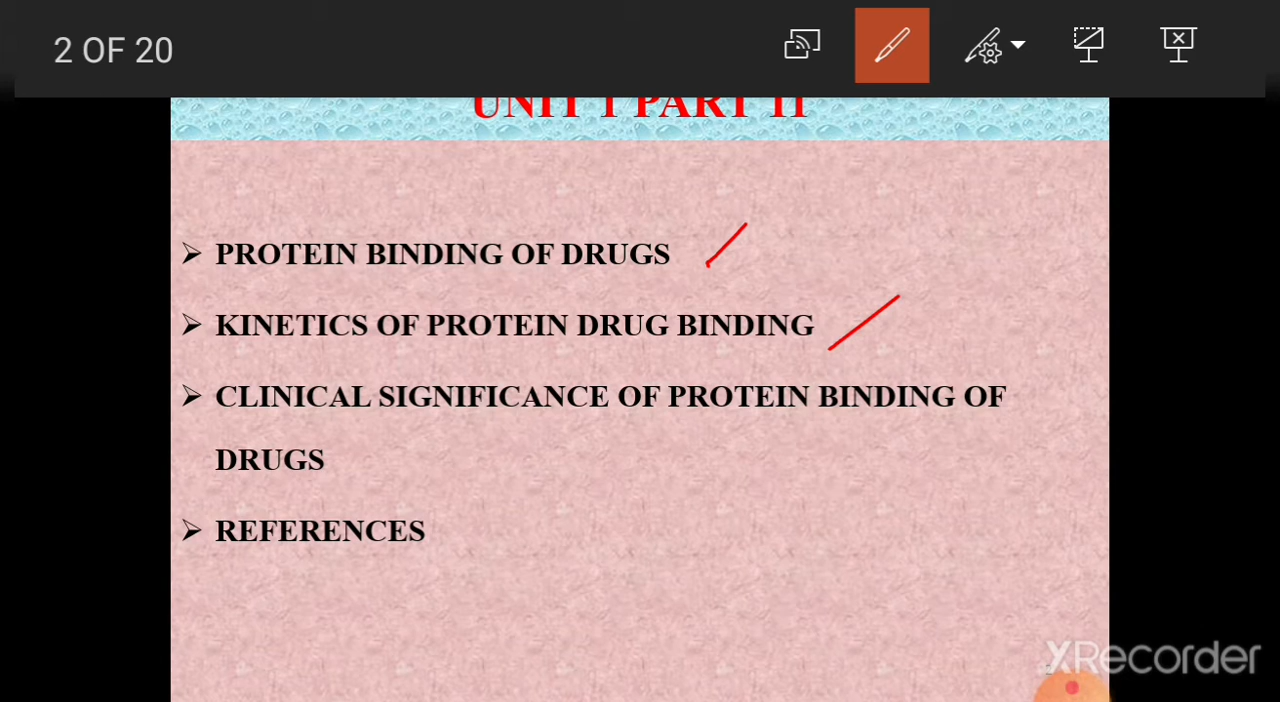 2 OF 20
UNIT 1 PART II
➢ PROTEIN BINDING OF DRUGS
➢ KINETICS OF PROTEIN DRUG BINDING
➢ CLINICAL SIGNIFICANCE OF PROTEIN BINDING OF
DRUGS
➢ REFERENCES
XRecorder